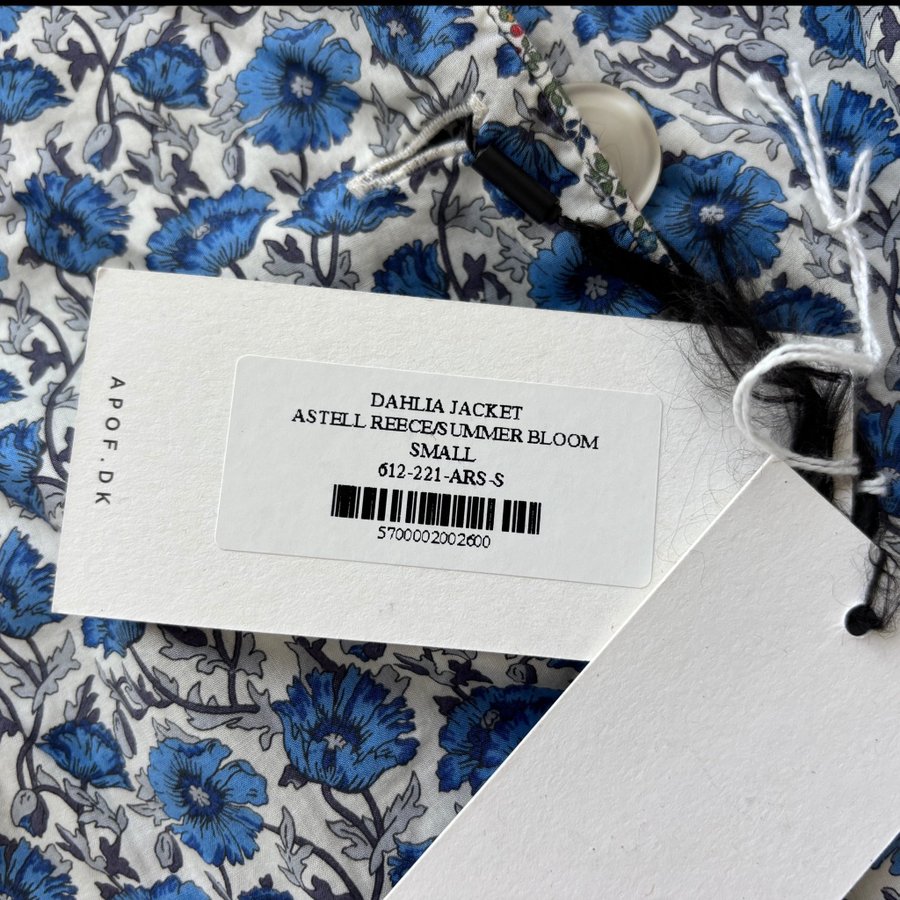 APOF.DK
DAHLIA JACKET
ASTELL REECE/SUMMER BLOOM
SMALL
612-221-ARS-S
5700002002600